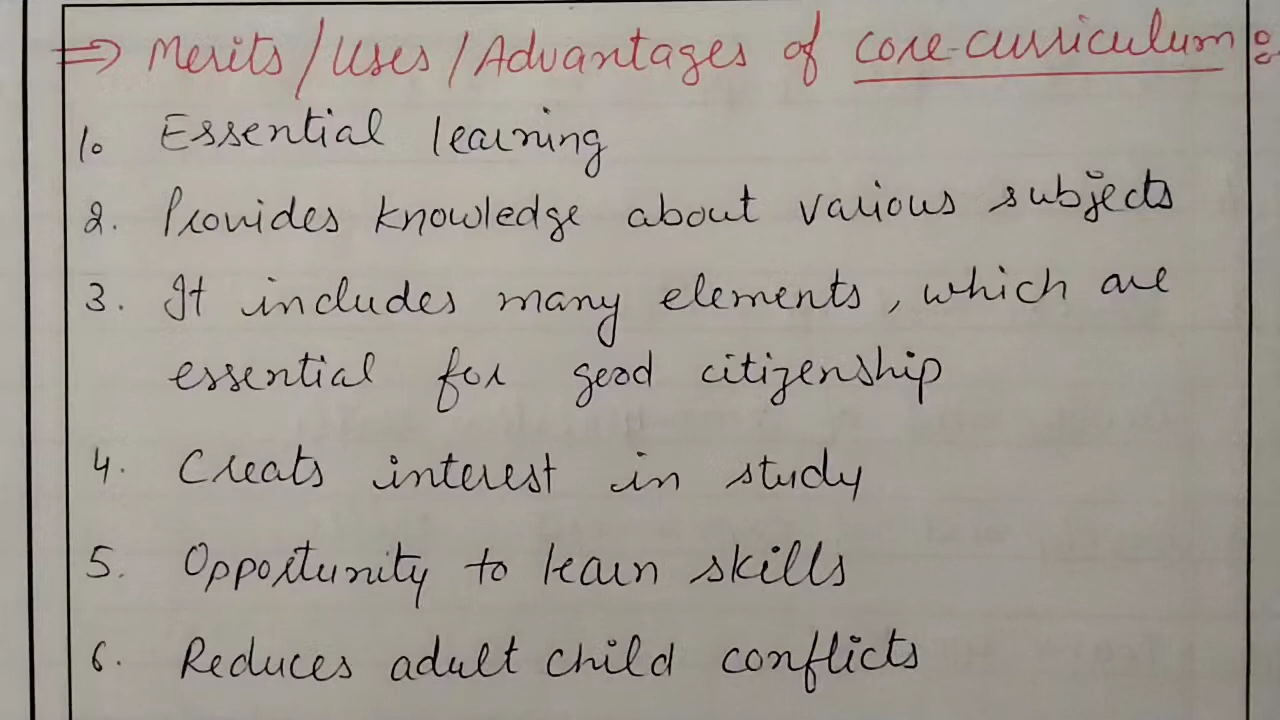 ⇒ Merits/Uses/Advantages of core-curriculum:
1. Essential learning
2. Provides knowledge about various subjects
3. It includes many elements, which are
essential for good citizenship
4. Creats interest in study
5. Opportunity to learn skills
6. Reduces adult child conflicts